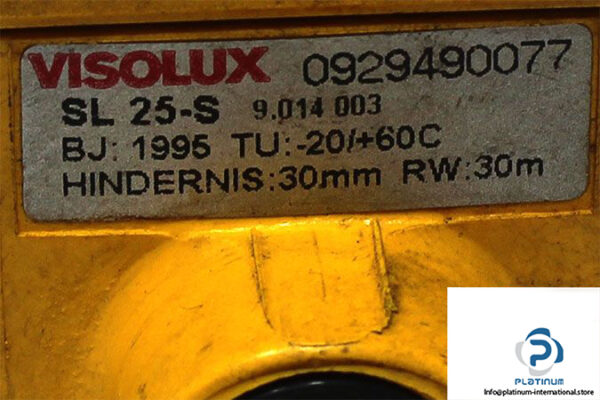 VISOLUX 0929490077
SL 25-S 9.014 003
BJ: 1995 TU:-20/+60C
HINDERNIS:30mm RW:30m
PLATINUM
Info@platinum-international.store